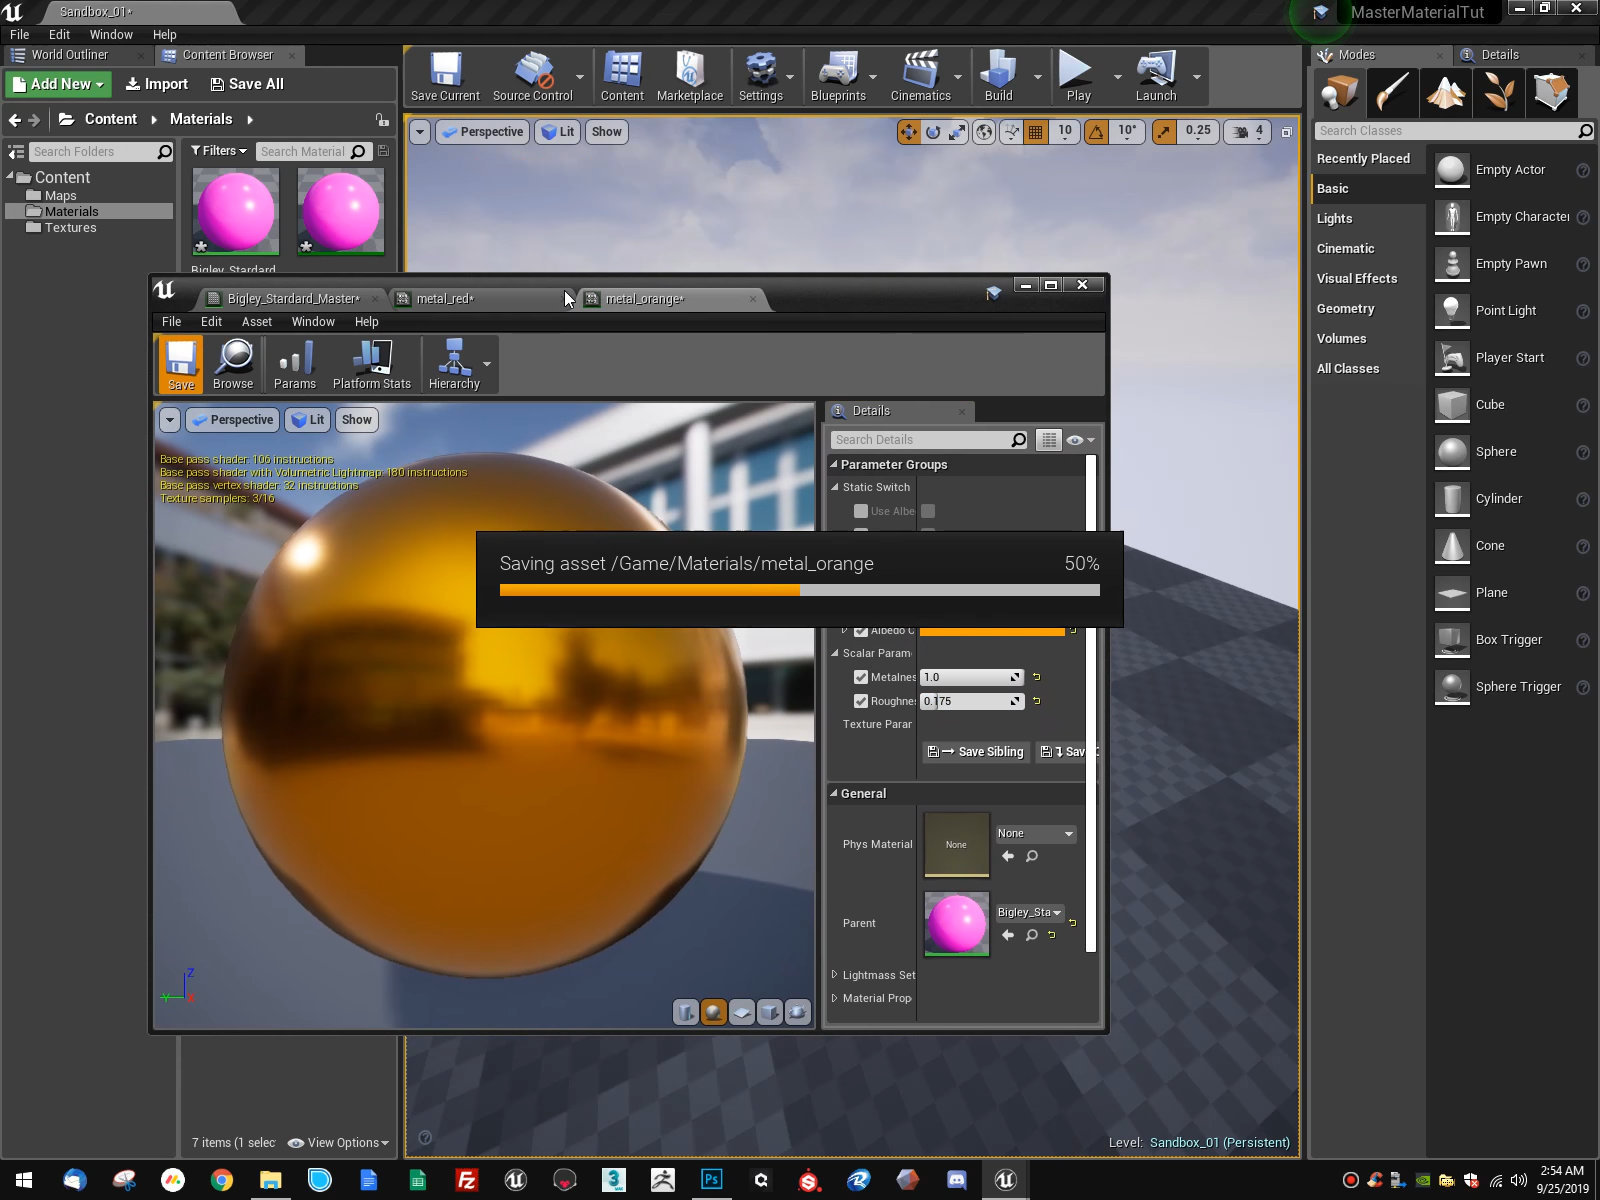 Sandbox_01*
MasterMaterialTut
File Edit Window Help
World Outliner
Content Browser
Add New
Import
Save All
Content
Materials
Search Folders
Filters
Search Material
Content
Maps
Materials
Textures
Save Current
Source Control
Content
Marketplace
Settings
Blueprints
Cinematics
Build
Play
Launch
Perspective
Lit
Show
10
10°
0.25
4
Modes
Details
Search Classes
Recently Placed
Basic
Lights
Cinematic
Visual Effects
Geometry
Volumes
All Classes
Empty Actor
Empty Character
Empty Pawn
Point Light
Player Start
Cube
Sphere
Cylinder
Cone
Plane
Box Trigger
Sphere Trigger
Bigley_Stardard_Master*
metal_red*
metal_orange*
File Edit Asset Window Help
Save
Browse
Params
Platform Stats
Hierarchy
Perspective
Lit
Show
Base pass shader: 106 instructions
Base pass shader with Volumetric Lightmap: 180 instructions
Base pass vertex shader: 32 instructions
Texture samplers: 3/16
Details
Search Details
Parameter Groups
Static Switch
Use Albe
Saving asset /Game/Materials/metal_orange 50%
Albedo C
Scalar Param
Metalnes 1.0
Roughne: 0.175
Texture Parar
Save Sibling
General
Phys Material
None
None
Parent
Bigley_Sta
Lightmass Set
Material Prop
Z
Y
X
7 items (1 selec
View Options
Level: Sandbox_01 (Persistent)
Ps
2:54 AM
9/25/2019